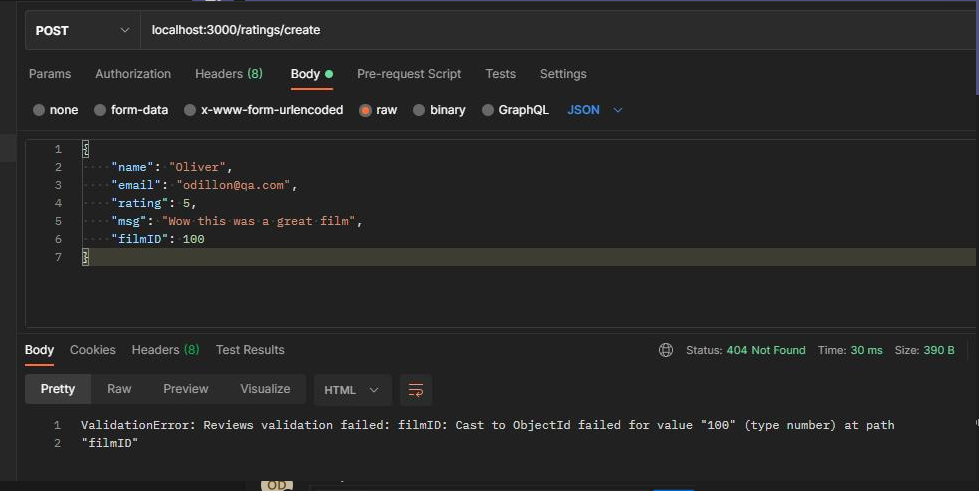 POST localhost:3000/ratings/create
Params Authorization Headers (8) Body Pre-request Script Tests Settings
none form-data x-www-form-urlencoded raw binary GraphQL JSON
1 {
2 "name": "Oliver",
3 "email": "odillon@qa.com",
4 "rating": 5,
5 "msg": "Wow this was a great film",
6 "filmID": 100
7 }
Body Cookies Headers (8) Test Results Status: 404 Not Found Time: 30 ms Size: 390 B
Pretty Raw Preview Visualize HTML
1 ValidationError: Reviews validation failed: filmID: Cast to ObjectId failed for value "100" (type number) at path
2 "filmID"
OD